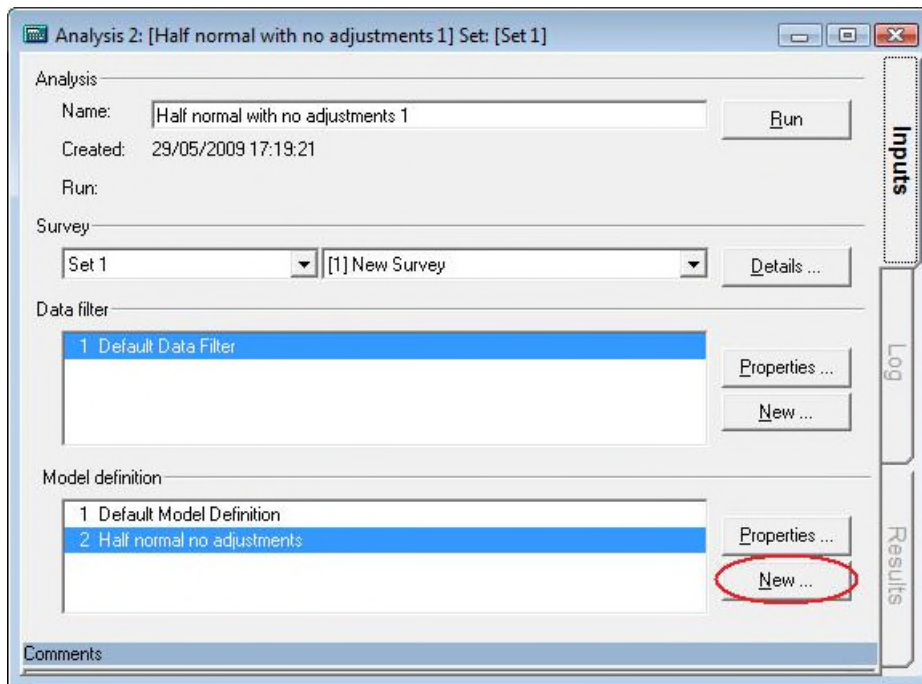 Analysis 2: [Half normal with no adjustments 1] Set: [Set 1]
Analysis
Name: Half normal with no adjustments 1 Run
Created: 29/05/2009 17:19:21
Run:
Survey
Set 1 [1] New Survey Details ...
Data filter
1 Default Data Filter
Properties ...
New ...
Model definition
1 Default Model Definition
2 Half normal no adjustments
Properties ...
New ...
Comments
Inputs
Log
Results